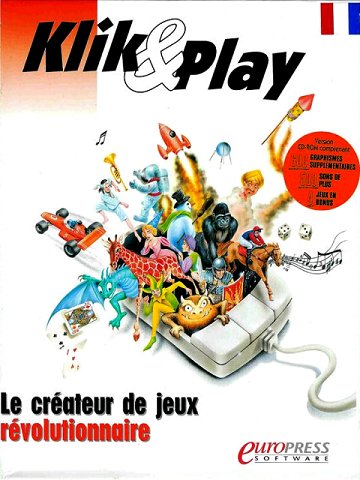 Klik & Play
Version
CD-ROM comprenant
GRAPHISMES
SUPPLEMENTAIRES
SONS DE
PLUS
JEUX EN
BONUS
Le créateur de jeux
révolutionnaire
euroPRESS
SOFTWARE